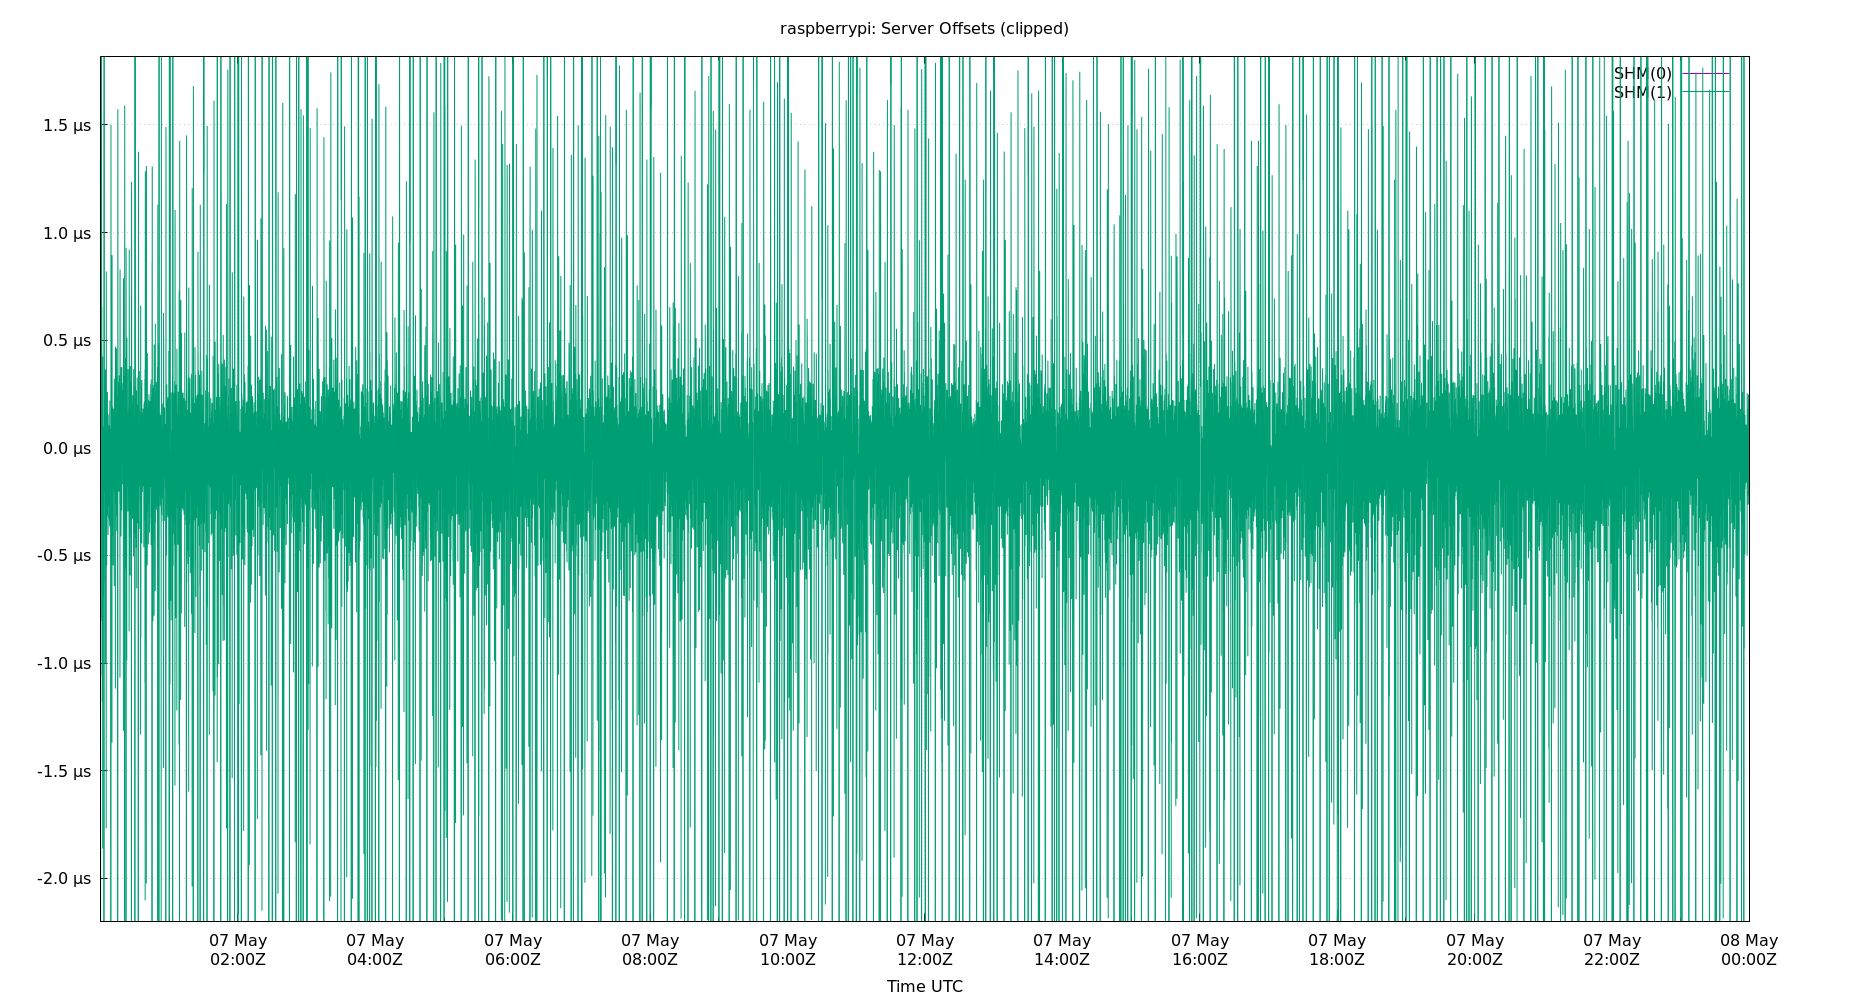 raspberrypi: Server Offsets (clipped)
SHM(0)
SHM(1)
1.5 µs
1.0 µs
0.5 µs
0.0 µs
-0.5 µs
-1.0 µs
-1.5 µs
-2.0 µs
07 May 07 May 07 May 07 May 07 May 07 May 07 May 07 May 07 May 07 May 07 May 08 May
02:00Z 04:00Z 06:00Z 08:00Z 10:00Z 12:00Z 14:00Z 16:00Z 18:00Z 20:00Z 22:00Z 00:00Z
Time UTC